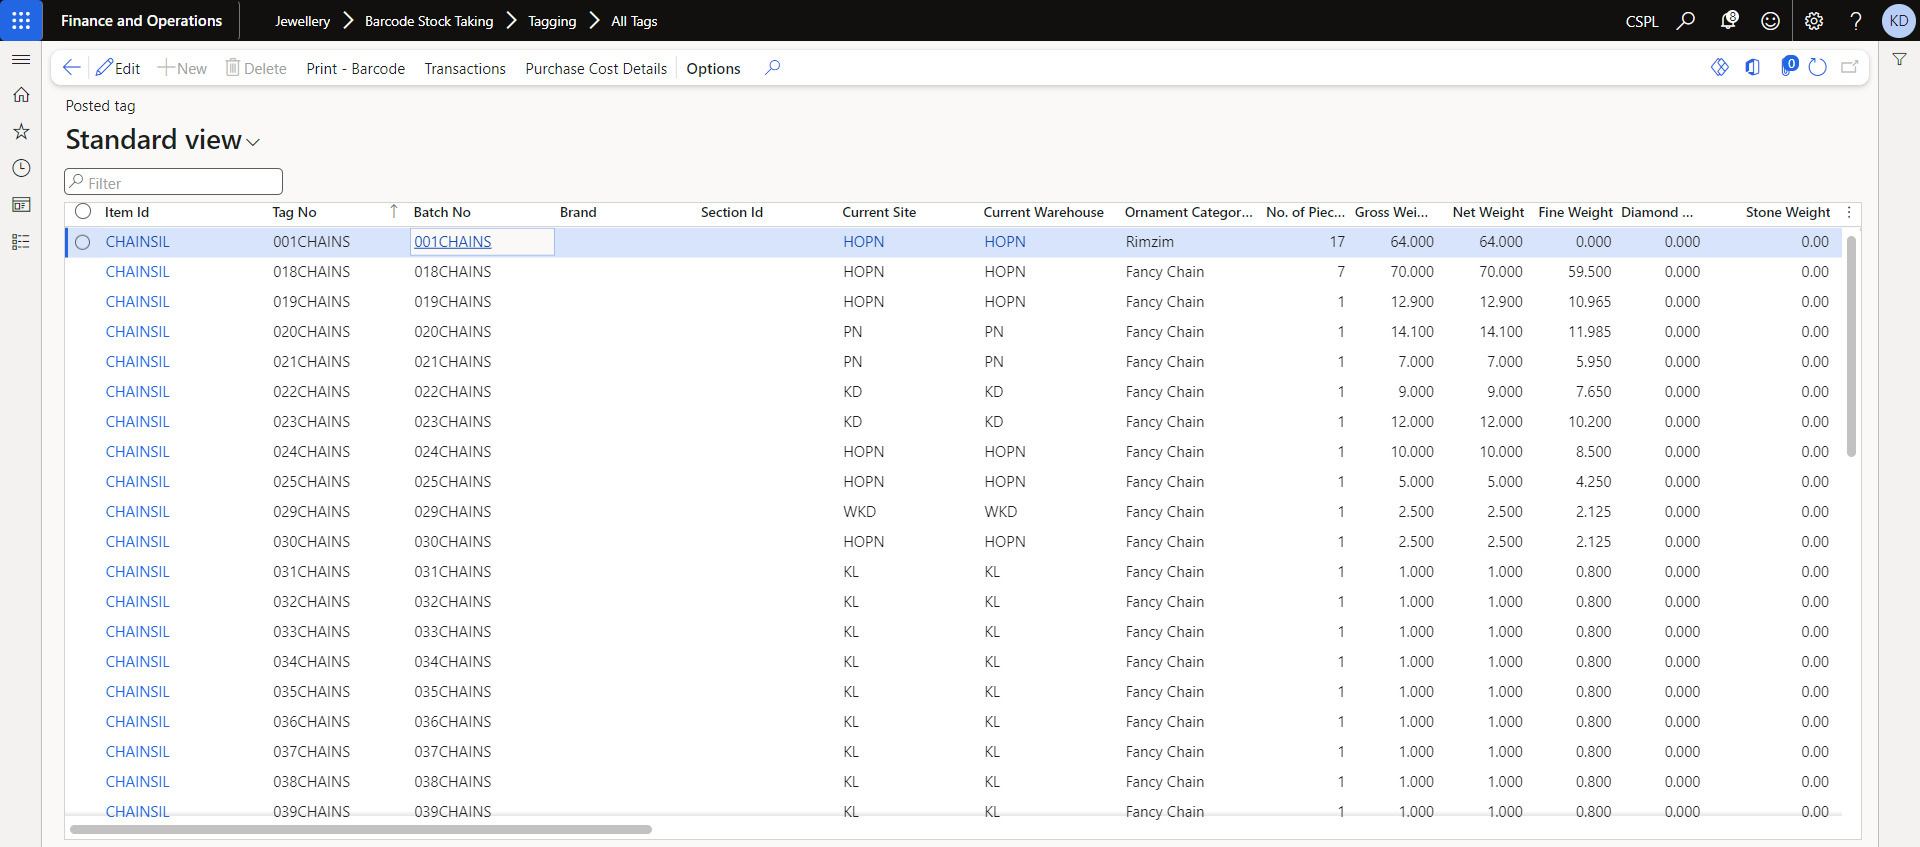 Finance and Operations Jewellery Barcode Stock Taking Tagging All Tags CSPL 8 ? KD
Edit New Delete Print - Barcode Transactions Purchase Cost Details Options 0
Posted tag
Standard view
Filter
Item Id Tag No Batch No Brand Section Id Current Site Current Warehouse Ornament Categor... No. of Piec... Gross Wei... Net Weight Fine Weight Diamond ... Stone Weight
CHAINSIL 001CHAINS 001CHAINS HOPN HOPN Rimzim 17 64.000 64.000 0.000 0.000 0.00
CHAINSIL 018CHAINS 018CHAINS HOPN HOPN Fancy Chain 7 70.000 70.000 59.500 0.000 0.00
CHAINSIL 019CHAINS 019CHAINS HOPN HOPN Fancy Chain 1 12.900 12.900 10.965 0.000 0.00
CHAINSIL 020CHAINS 020CHAINS PN PN Fancy Chain 1 14.100 14.100 11.985 0.000 0.00
CHAINSIL 021CHAINS 021CHAINS PN PN Fancy Chain 1 7.000 7.000 5.950 0.000 0.00
CHAINSIL 022CHAINS 022CHAINS KD KD Fancy Chain 1 9.000 9.000 7.650 0.000 0.00
CHAINSIL 023CHAINS 023CHAINS KD KD Fancy Chain 1 12.000 12.000 10.200 0.000 0.00
CHAINSIL 024CHAINS 024CHAINS HOPN HOPN Fancy Chain 1 10.000 10.000 8.500 0.000 0.00
CHAINSIL 025CHAINS 025CHAINS HOPN HOPN Fancy Chain 1 5.000 5.000 4.250 0.000 0.00
CHAINSIL 029CHAINS 029CHAINS WKD WKD Fancy Chain 1 2.500 2.500 2.125 0.000 0.00
CHAINSIL 030CHAINS 030CHAINS HOPN HOPN Fancy Chain 1 2.500 2.500 2.125 0.000 0.00
CHAINSIL 031CHAINS 031CHAINS KL KL Fancy Chain 1 1.000 1.000 0.800 0.000 0.00
CHAINSIL 032CHAINS 032CHAINS KL KL Fancy Chain 1 1.000 1.000 0.800 0.000 0.00
CHAINSIL 033CHAINS 033CHAINS KL KL Fancy Chain 1 1.000 1.000 0.800 0.000 0.00
CHAINSIL 034CHAINS 034CHAINS KL KL Fancy Chain 1 1.000 1.000 0.800 0.000 0.00
CHAINSIL 035CHAINS 035CHAINS KL KL Fancy Chain 1 1.000 1.000 0.800 0.000 0.00
CHAINSIL 036CHAINS 036CHAINS KL KL Fancy Chain 1 1.000 1.000 0.800 0.000 0.00
CHAINSIL 037CHAINS 037CHAINS KL KL Fancy Chain 1 1.000 1.000 0.800 0.000 0.00
CHAINSIL 038CHAINS 038CHAINS KL KL Fancy Chain 1 1.000 1.000 0.800 0.000 0.00
CHAINSIL 039CHAINS 039CHAINS KL KL Fancy Chain 1 1.000 1.000 0.800 0.000 0.00